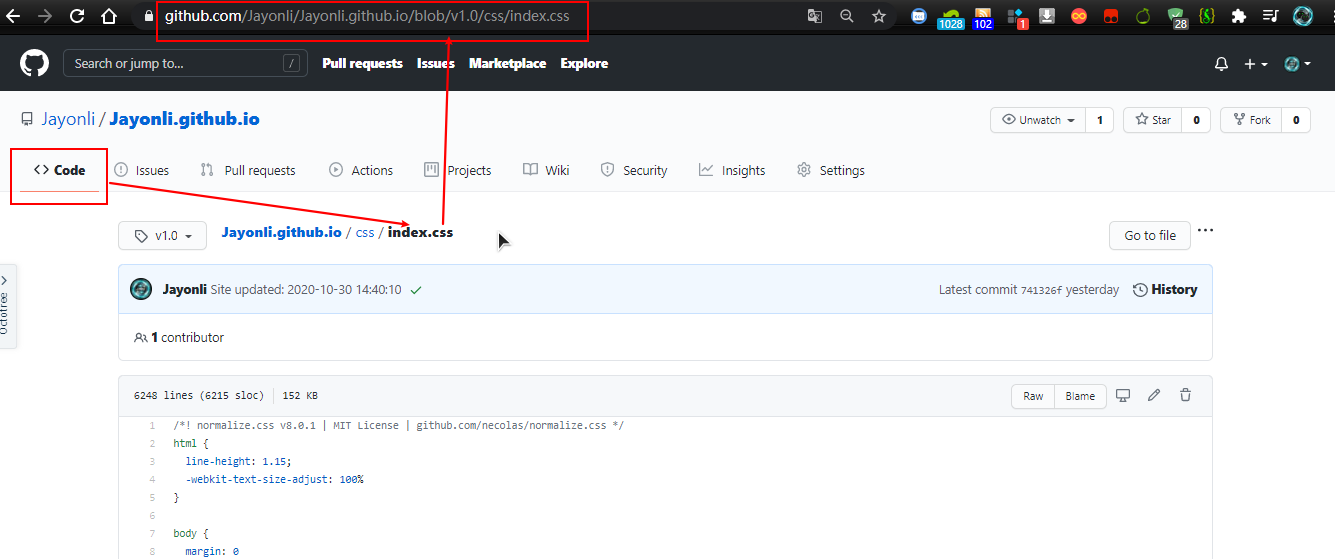 github.com/Jayonli/Jayonli.github.io/blob/v1.0/css/index.css
1028 102 1 28
Search or jump to... / Pull requests Issues Marketplace Explore
Jayonli / Jayonli.github.io Unwatch 1 Star 0 Fork 0
<> Code Issues Pull requests Actions Projects Wiki Security Insights Settings
v1.0 Jayonli.github.io / css / index.css Go to file ...
Octotree
Jayonli Site updated: 2020-10-30 14:40:10 Latest commit 741326f yesterday History
1 contributor
6248 lines (6215 sloc) 152 KB Raw Blame
1 /*! normalize.css v8.0.1 | MIT License | github.com/necolas/normalize.css */
2 html {
3 line-height: 1.15;
4 -webkit-text-size-adjust: 100%
5 }
6
7 body {
8 margin: 0